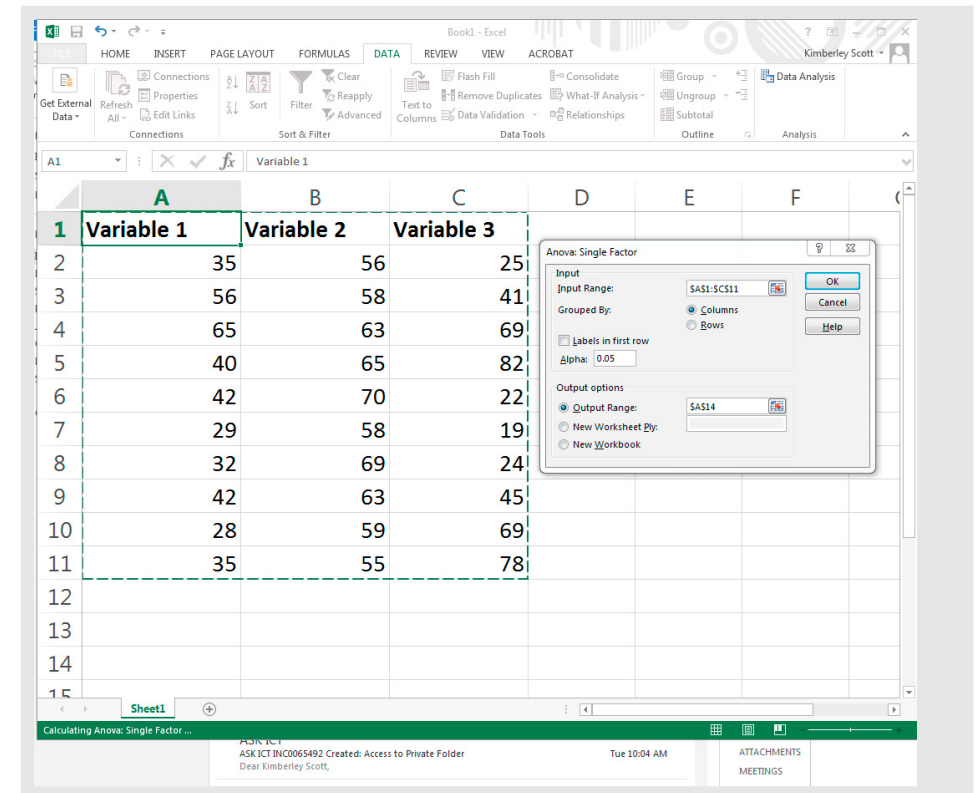 Book1 - Excel
FILE HOME INSERT PAGE LAYOUT FORMULAS DATA REVIEW VIEW ACROBAT
Kimberley Scott
Get External Data
Refresh All
Connections
Properties
Edit Links
Connections
Sort
Filter
Clear
Reapply
Advanced
Sort & Filter
Text to Columns
Flash Fill
Remove Duplicates
Data Validation
Consolidate
What-If Analysis
Relationships
Data Tools
Group
Ungroup
Subtotal
Outline
Data Analysis
Analysis
A1 fx Variable 1
A B C D E F
1 Variable 1 Variable 2 Variable 3
2 35 56 25
3 56 58 41
4 65 63 69
5 40 65 82
6 42 70 22
7 29 58 19
8 32 69 24
9 42 63 45
10 28 59 69
11 35 55 78
12
13
14
15
Anova: Single Factor
Input
Input Range: $A$1:$C$11
Grouped By: Columns
Rows
Labels in first row
Alpha: 0.05
Output options
Output Range: $A$14
New Worksheet Ply:
New Workbook
OK
Cancel
Help
Sheet1
Calculating Anova: Single Factor ...
ASK ICT
ASK ICT INC0065492 Created: Access to Private Folder Tue 10:04 AM
Dear Kimberley Scott,
ATTACHMENTS
MEETINGS